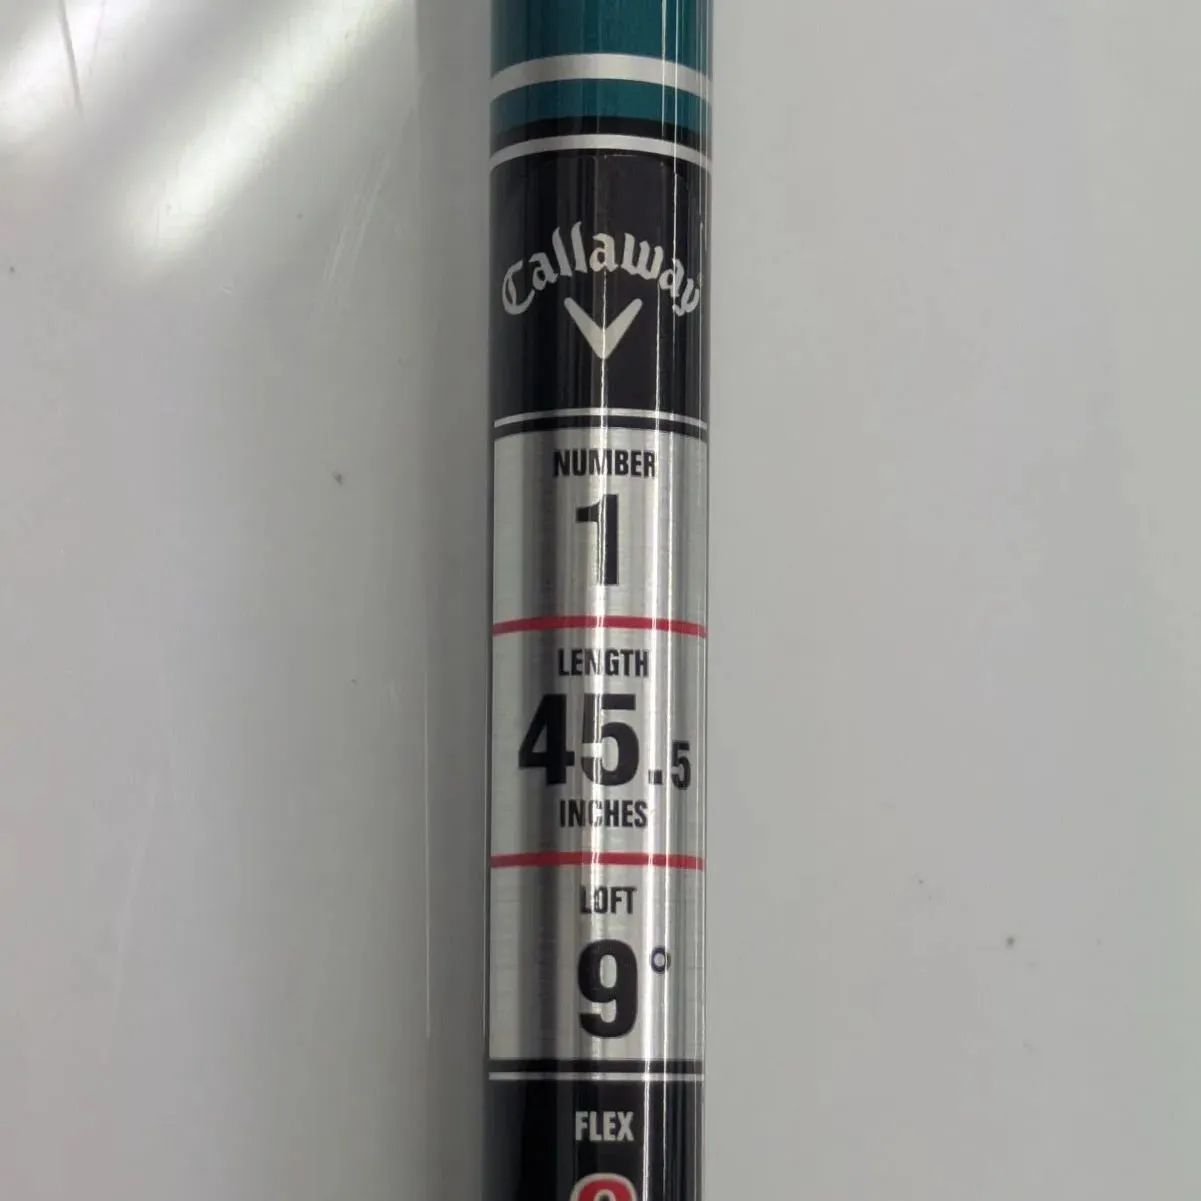 Callaway
NUMBER
1
LENGTH
45.5
INCHES
LOFT
9°
FLEX